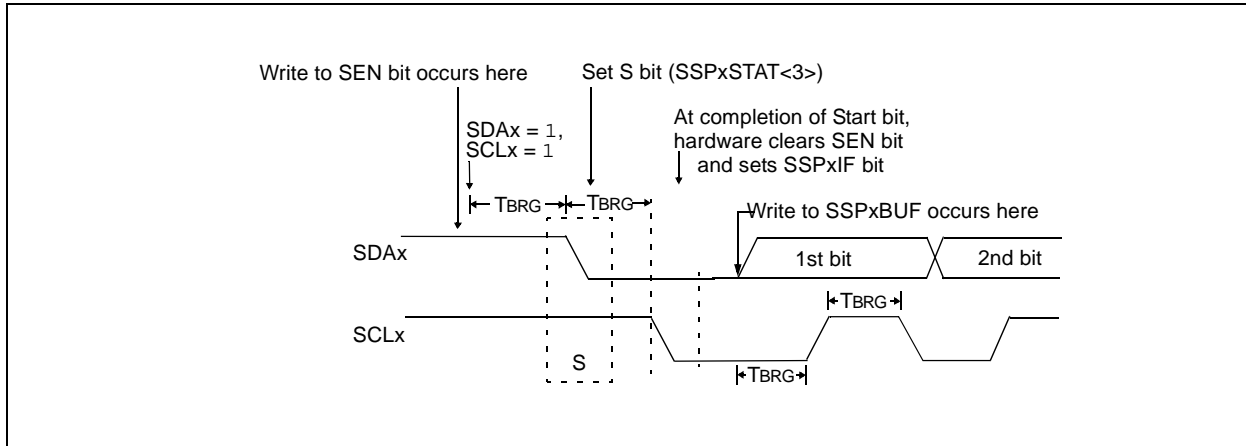 Write to SEN bit occurs here
Set S bit (SSPxSTAT<3>)
SDAx = 1,
SCLx = 1
At completion of Start bit,
hardware clears SEN bit
and sets SSPxIF bit
TBRG
TBRG
Write to SSPxBUF occurs here
SDAx
1st bit
2nd bit
TBRG
SCLx
S
TBRG